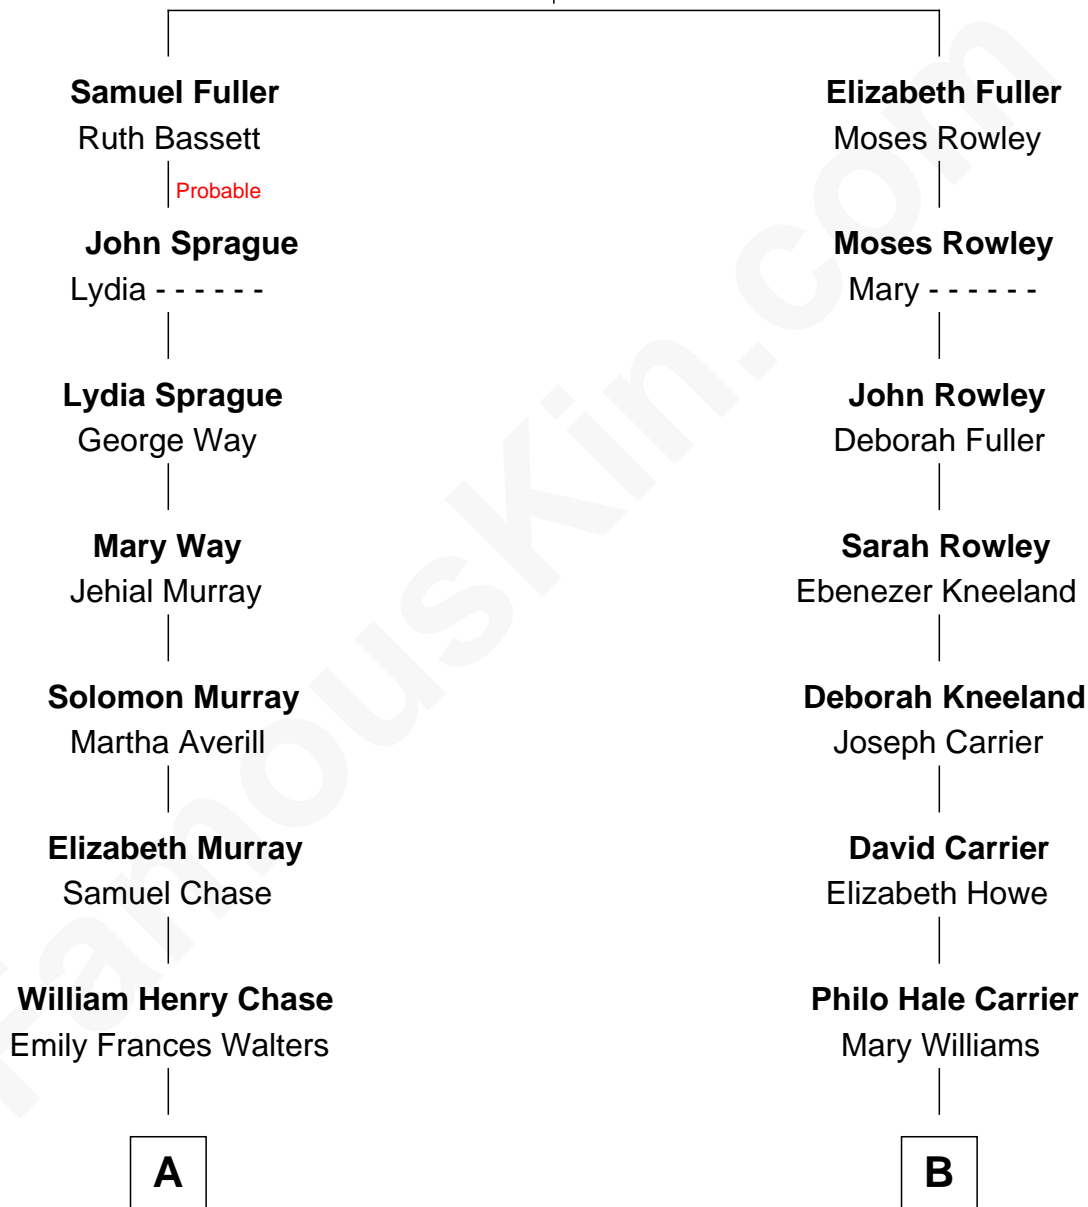 Samuel Fuller
Ruth Bassett
Probable
John Sprague
Lydia - - - - - -
Lydia Sprague
George Way
Mary Way
Jehial Murray
Solomon Murray
Martha Averill
Elizabeth Murray
Samuel Chase
William Henry Chase
Emily Frances Walters
A
Elizabeth Fuller
Moses Rowley
Moses Rowley
Mary - - - - - -
John Rowley
Deborah Fuller
Sarah Rowley
Ebenezer Kneeland
Deborah Kneeland
Joseph Carrier
David Carrier
Elizabeth Howe
Philo Hale Carrier
Mary Williams
B
FamousKin.com